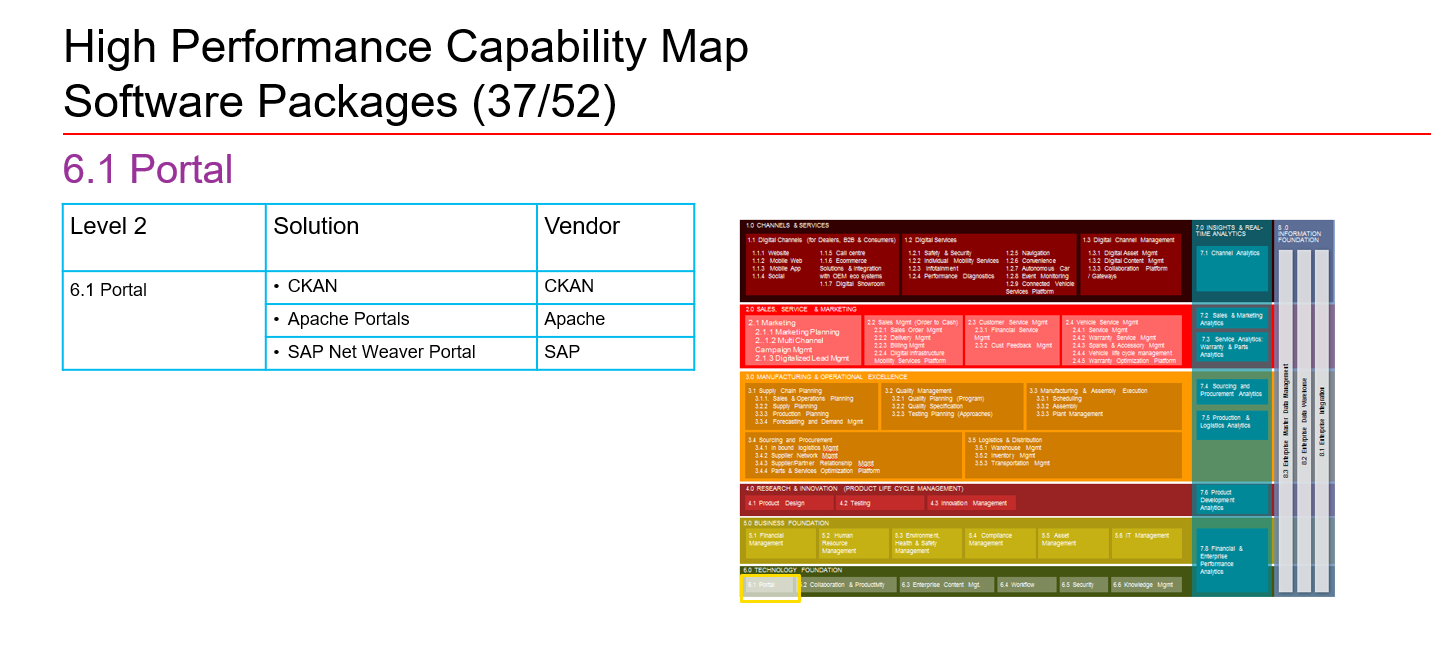 High Performance Capability Map
Software Packages (37/52)
6.1 Portal
Level 2
Solution
Vendor
6.1 Portal
• CKAN
CKAN
• Apache Portals
Apache
• SAP Net Weaver Portal
SAP
1.0 CHANNELS & SERVICES
1.1 Digital Channels (for Dealers, B2B & Consumers)
1.1.1 Website
1.1.2 Mobile Web
1.1.3 Mobile App
1.1.4 Social
1.1.5 Call centre
1.1.6 Ecommerce
Solutions & Integration
with OEM eco systems
1.1.7 Digital Showroom
1.2 Digital Services
1.2.1 Safety & Security
1.2.2 Individual Mobility Services
1.2.3 Infotainment
1.2.4 Performance Diagnostics
1.2.5 Navigation
1.2.6 Convenience
1.2.7 Autonomous Car
1.2.8 Event Monitoring
1.2.9 Connected Vehicle
Services Platform
1.3 Digital Channel Management
1.3.1 Digital Asset Mgmt
1.3.2 Digital Content Mgmt
1.3.3 Collaboration Platform
/ Gateways
2.0 SALES, SERVICE & MARKETING
2.1 Marketing
2.1.1 Marketing Planning
2..1.2 Multi Channel
Campaign Mgmt
2.1.3 Digitalized Lead Mgmt
2.2 Sales Mgmt (Order to Cash)
2.2.1 Sales Order Mgmt
2.2.2 Delivery Mgmt
2.2.3 Billing Mgmt
2.2.4 Digital infrastructure
Mobility Services Platform
2.3 Customer Service Mgmt
2.3.1 Financial Service
Mgmt
2.3.2 Cust Feedback Mgmt
2.4 Vehicle Service Mgmt
2.4.1 Service Mgmt
2.4.2 Warranty Service Mgmt
2.4.3 Spares & Accessory Mgmt
2.4.4 Vehicle life cycle management
2.4.5 Warranty Optimization Platform
3.0 MANUFACTURING & OPERATIONAL EXCELLENCE
3.1 Supply Chain Planning
3.1.1. Sales & Operations Planning
3.2.2 Supply Planning
3.3.3 Production Planning
3.3.4 Forecasting and Demand Mgmt
3.2 Quality Management
3.2.1 Quality Planning (Program)
3.2.2 Quality Specification
3.2.3 Testing Planning (Approaches)
3.3 Manufacturing & Assembly Execution
3.3.1 Scheduling
3.3.2 Assembly
3.3.3 Plant Management
3.4 Sourcing and Procurement
3.4.1 In bound logistics Mgmt
3.4.2 Supplier Network Mgmt
3.4.3 Supplier/Partner Relationship Mgmt
3.4.4 Parts & Services Optimization Platform
3.5 Logistics & Distribution
3.5.1 Warehouse Mgmt
3.5.2 Inventory Mgmt
3.5.3 Transportation Mgmt
4.0 RESEARCH & INNOVATION (PRODUCT LIFE CYCLE MANAGEMENT)
4.1 Product Design
4.2 Testing
4.3 Innovation Management
5.0 BUSINESS FOUNDATION
5.1 Financial
Management
5.2 Human
Resource
Management
5.3 Environment,
Health & Safety
Management
5.4 Compliance
Management
5.5 Asset
Management
5.6 IT Management
6.0 TECHNOLOGY FOUNDATION
6.1 Portal
6.2 Collaboration & Productivity
6.3 Enterprise Content Mgt.
6.4 Workflow
6.5 Security
6.6 Knowledge Mgmt
7.0 INSIGHTS & REAL-
TIME ANALYTICS
7.1 Channel Analytics
7.2 Sales & Marketing
Analytics
7.3 Service Analytics:
Warranty & Parts
Analytics
7.4 Sourcing and
Procurement Analytics
7.5 Production &
Logistics Analytics
7.6 Product
Development
Analytics
7.8 Financial &
Enterprise
Performance
Analytics
8 .0
INFORMATION
FOUNDATION
8.3 Enterprise Master Data Management
8.2 Enterprise Data Warehouse
8.1 Enterprise Integration